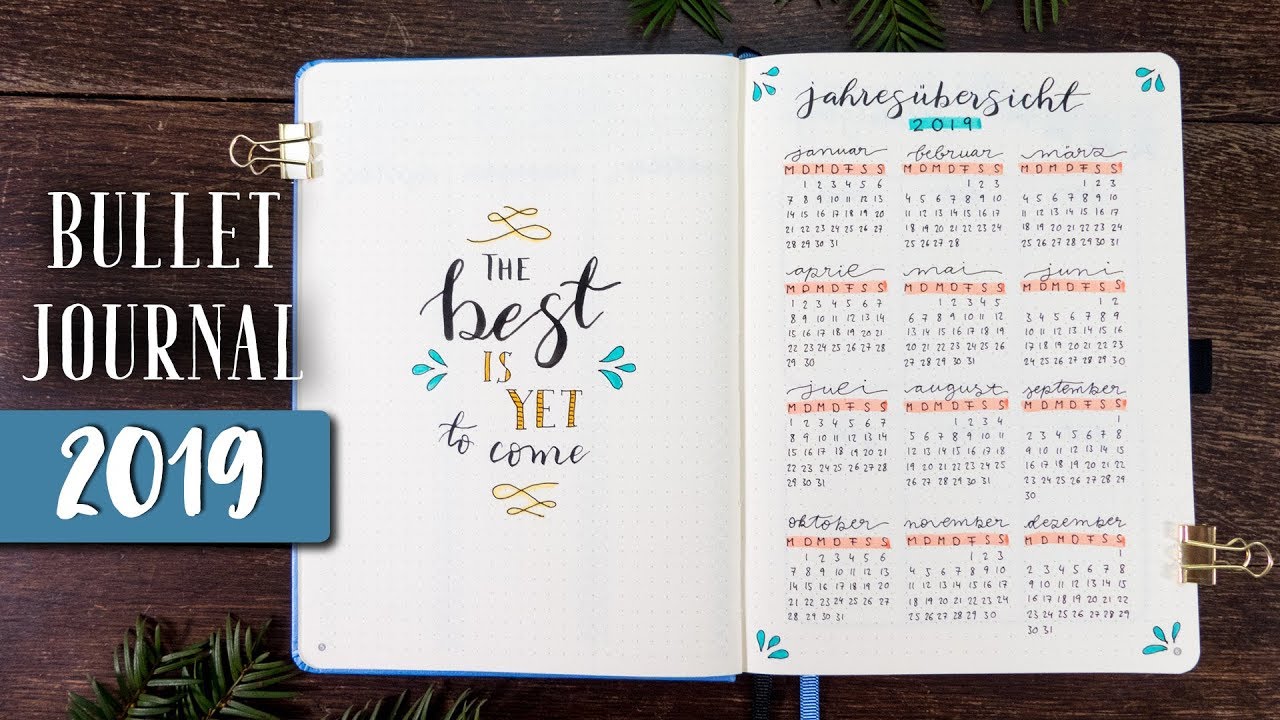 BULLET
JOURNAL
2019
THE
best
IS
YET
to come
jahresübersicht
2019
januar
M D M D F S S
1 2 3 4 5 6
7 8 9 10 11 12 13
14 15 16 17 18 19 20
21 22 23 24 25 26 27
28 29 30 31
februar
M D M D F S S
1 2 3
4 5 6 7 8 9 10
11 12 13 14 15 16 17
18 19 20 21 22 23 24
25 26 27 28
märz
M D M D F S S
1 2 3
4 5 6 7 8 9 10
11 12 13 14 15 16 17
18 19 20 21 22 23 24
25 26 27 28 29 30 31
april
M D M D F S S
1 2 3 4 5 6 7
8 9 10 11 12 13 14
15 16 17 18 19 20 21
22 23 24 25 26 27 28
29 30
mai
M D M D F S S
1 2 3 4 5
6 7 8 9 10 11 12
13 14 15 16 17 18 19
20 21 22 23 24 25 26
27 28 29 30 31
juni
M D M D F S S
1 2
3 4 5 6 7 8 9
10 11 12 13 14 15 16
17 18 19 20 21 22 23
24 25 26 27 28 29 30
juli
M D M D F S S
1 2 3 4 5 6 7
8 9 10 11 12 13 14
15 16 17 18 19 20 21
22 23 24 25 26 27 28
29 30 31
august
M D M D F S S
1 2 3 4
5 6 7 8 9 10 11
12 13 14 15 16 17 18
19 20 21 22 23 24 25
26 27 28 29 30 31
september
M D M D F S S
1
2 3 4 5 6 7 8
9 10 11 12 13 14 15
16 17 18 19 20 21 22
23 24 25 26 27 28 29
30
oktober
M D M D F S S
1 2 3 4 5 6
7 8 9 10 11 12 13
14 15 16 17 18 19 20
21 22 23 24 25 26 27
28 29 30 31
november
M D M D F S S
1 2 3
4 5 6 7 8 9 10
11 12 13 14 15 16 17
18 19 20 21 22 23 24
25 26 27 28 29 30
dezember
M D M D F S S
1
2 3 4 5 6 7 8
9 10 11 12 13 14 15
16 17 18 19 20 21 22
23 24 25 26 27 28 29
30 31